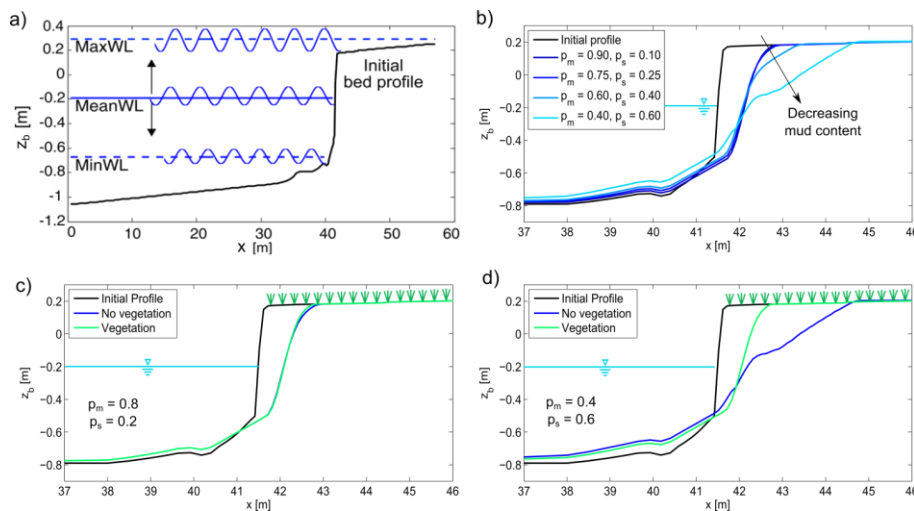 a)
0.4
0.2
0
-0.2
-0.4
-0.6
-0.8
-1
-1.2
z_b [m]
MaxWL
MeanWL
MinWL
Initial
bed profile
0 10 20 30 40 50 60
x [m]
b)
0.2
0
−0.2
−0.4
−0.6
−0.8
z_b [m]
Initial profile
p_m = 0.90, p_s = 0.10
p_m = 0.75, p_s = 0.25
p_m = 0.60, p_s = 0.40
p_m = 0.40, p_s = 0.60
Decreasing
mud content
37 38 39 40 41 42 43 44 45 46
x [m]
c)
0.2
0
−0.2
−0.4
−0.6
−0.8
z_b [m]
Initial Profile
No vegetation
Vegetation
p_m = 0.8
p_s = 0.2
37 38 39 40 41 42 43 44 45 46
x [m]
d)
0.2
0
−0.2
−0.4
−0.6
−0.8
z_b [m]
Initial Profile
No vegetation
Vegetation
p_m = 0.4
p_s = 0.6
37 38 39 40 41 42 43 44 45 46
x [m]